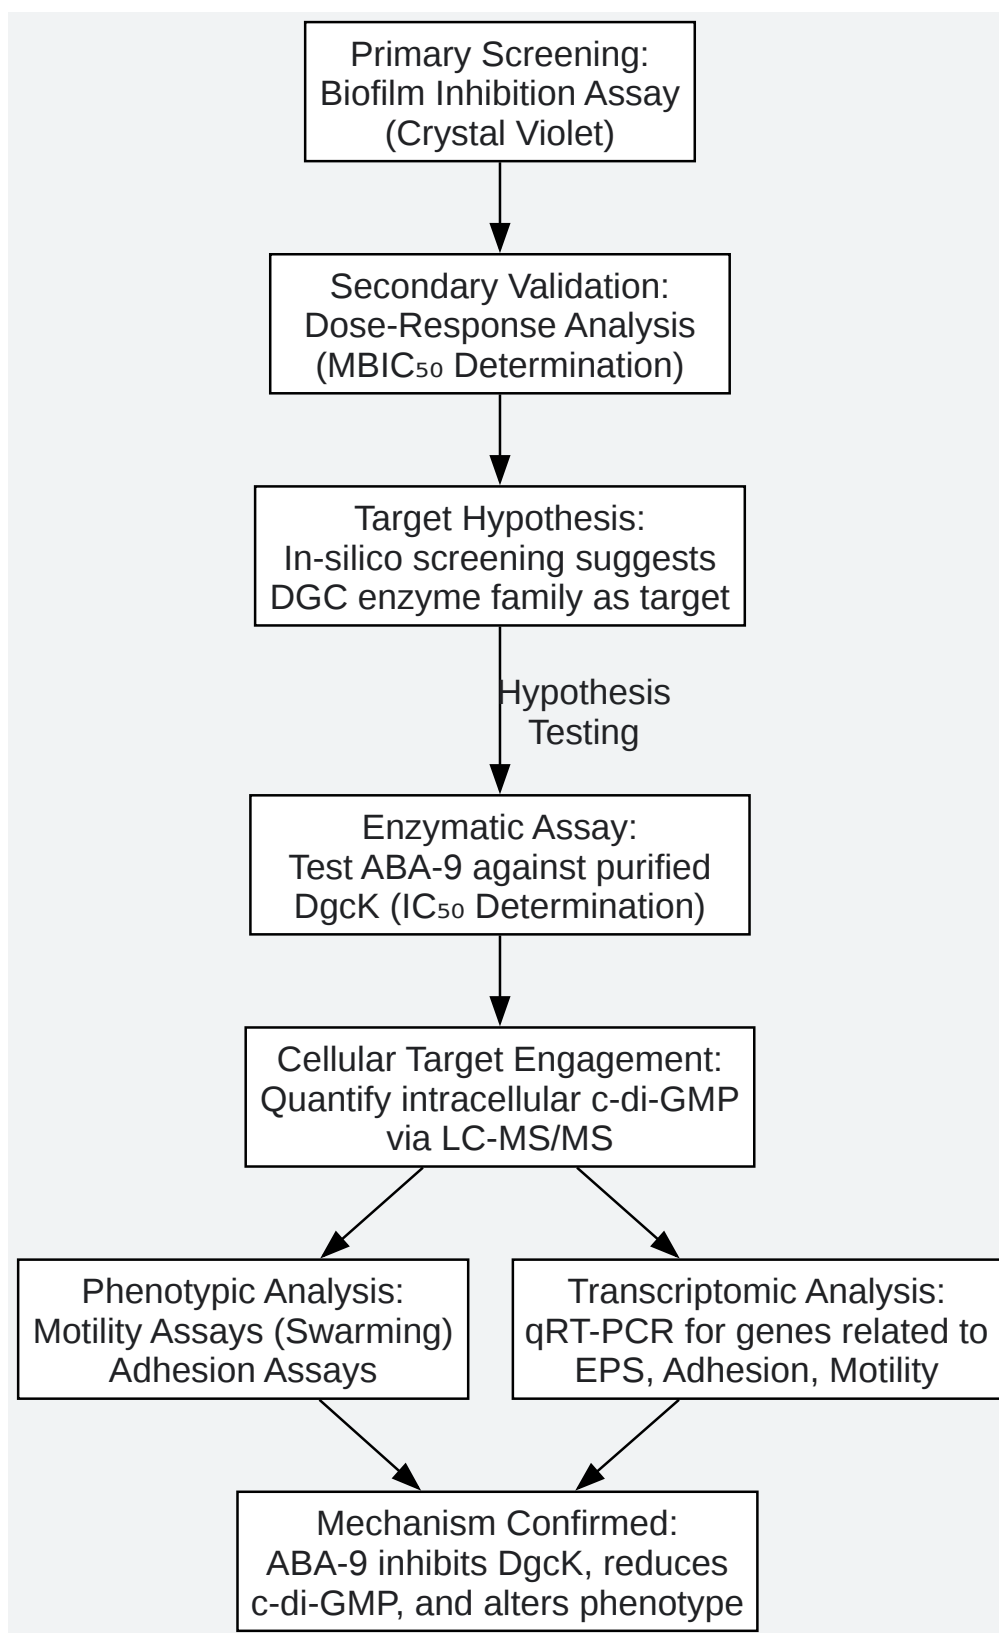 Primary Screening:
Biofilm Inhibition Assay
(Crystal Violet)
Secondary Validation:
Dose-Response Analysis
(MBIC₅₀ Determination)
Target Hypothesis:
In-silico screening suggests
DGC enzyme family as target
Hypothesis
Testing
Enzymatic Assay:
Test ABA-9 against purified
DgcK (IC₅₀ Determination)
Cellular Target Engagement:
Quantify intracellular c-di-GMP
via LC-MS/MS
Phenotypic Analysis:
Motility Assays (Swarming)
Adhesion Assays
Transcriptomic Analysis:
qRT-PCR for genes related to
EPS, Adhesion, Motility
Mechanism Confirmed:
ABA-9 inhibits DgcK, reduces
c-di-GMP, and alters phenotype